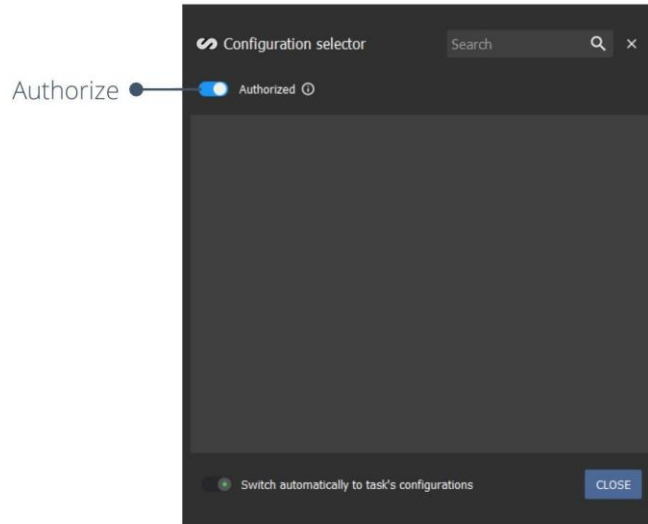 Configuration selector
Search
Authorize
Authorized
Switch automatically to task's configurations
CLOSE